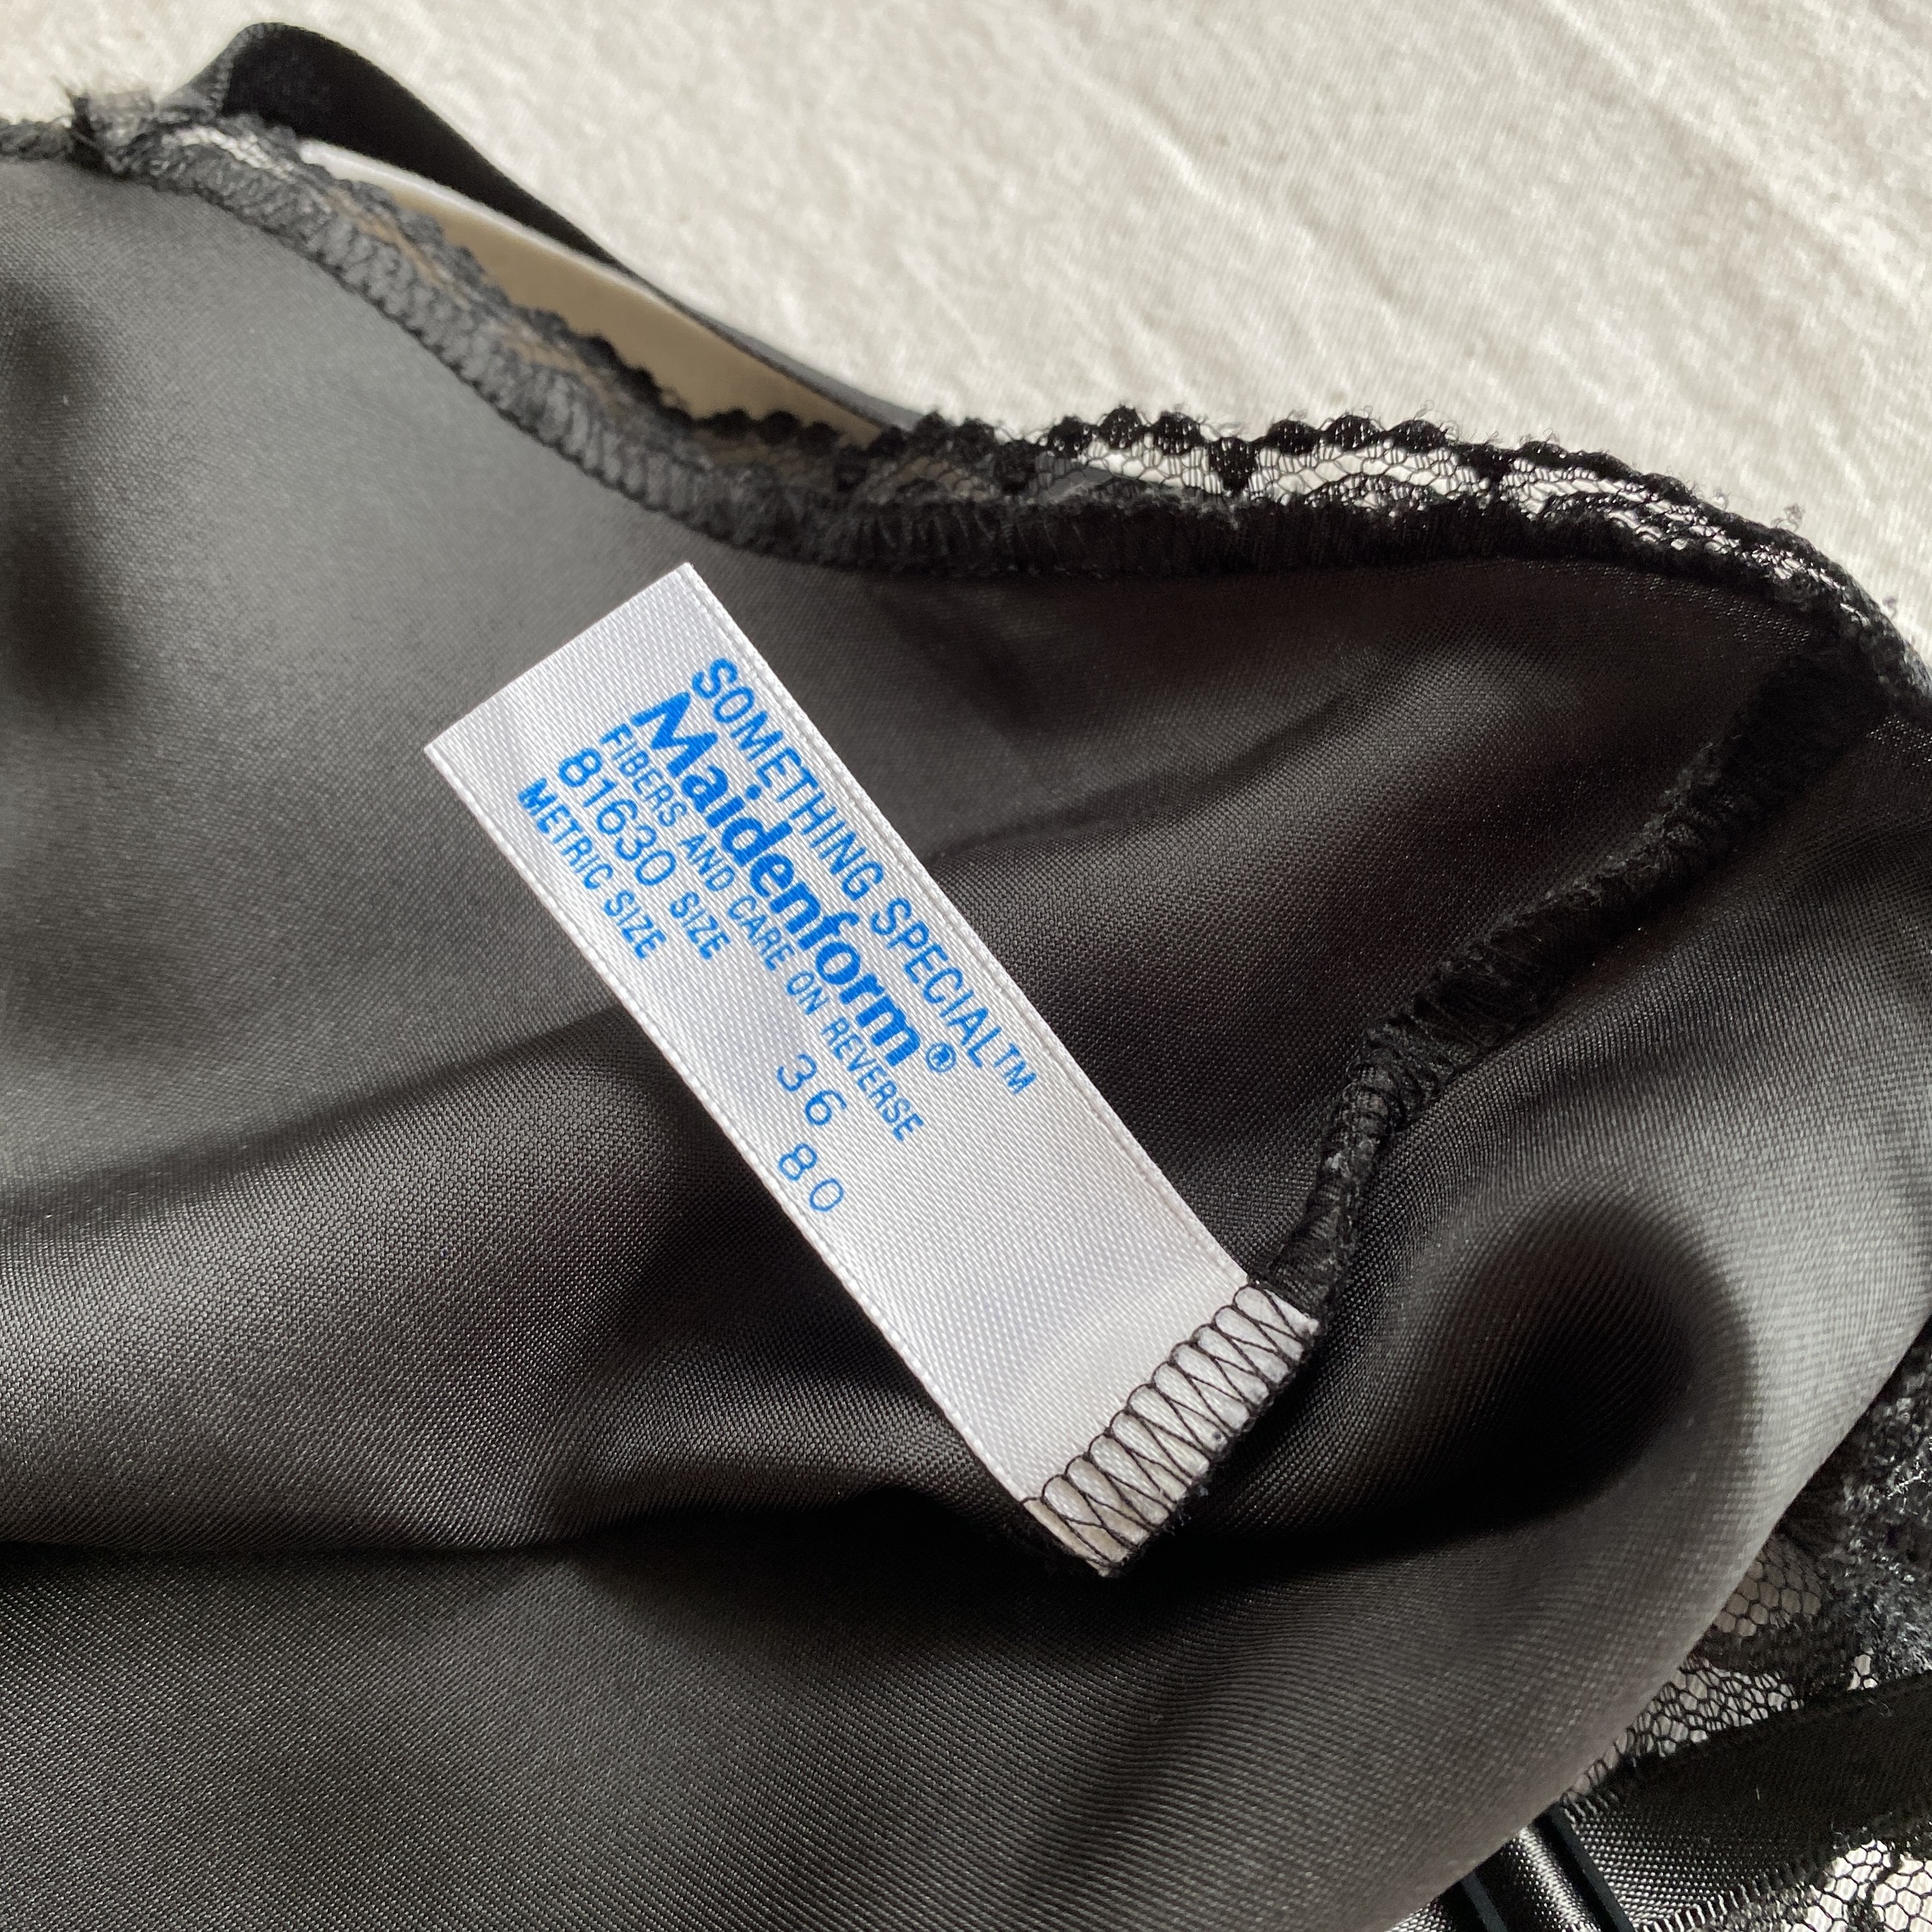 SOMETHING SPECIAL™
Maidenform®
FIBERS AND CARE ON REVERSE
81630 SIZE 36
METRIC SIZE 80